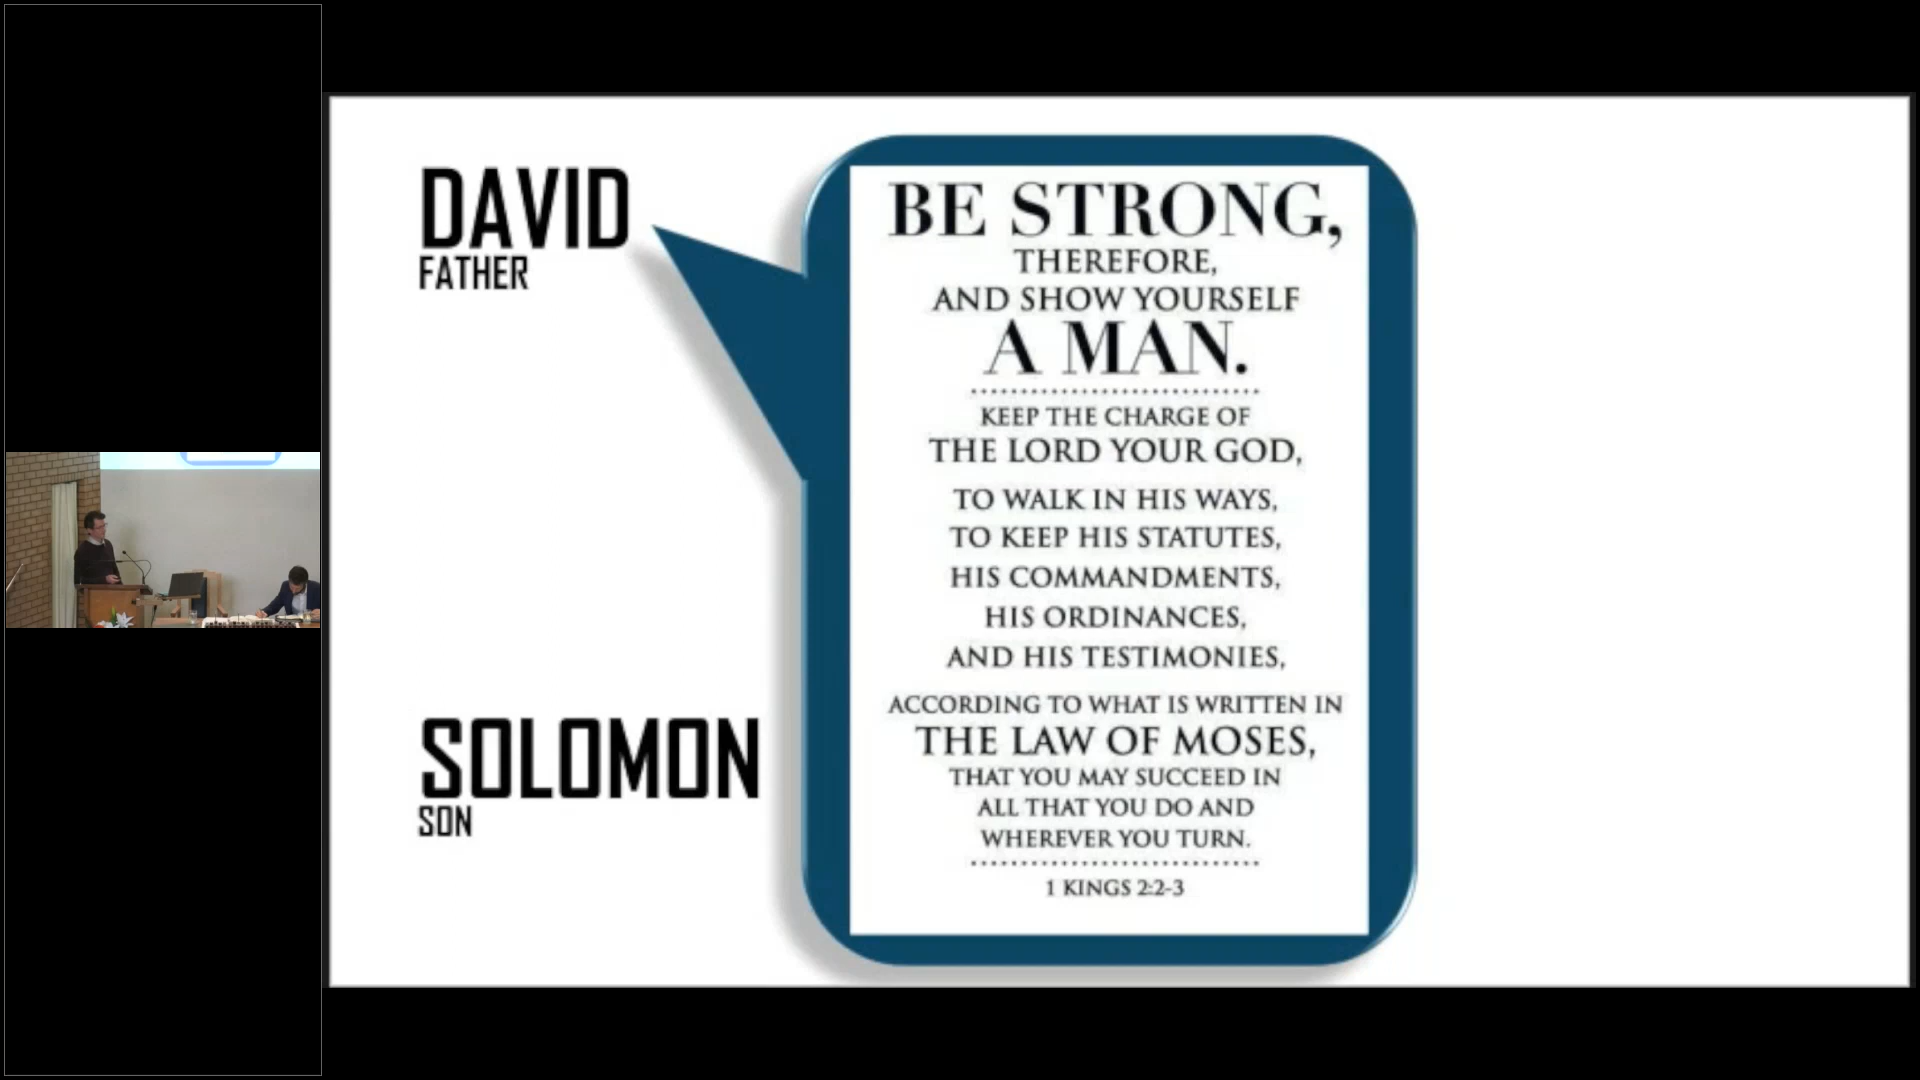 DAVID
FATHER
BE STRONG,
THEREFORE,
AND SHOW YOURSELF
A MAN.
KEEP THE CHARGE OF
THE LORD YOUR GOD,
TO WALK IN HIS WAYS,
TO KEEP HIS STATUTES,
HIS COMMANDMENTS,
HIS ORDINANCES,
AND HIS TESTIMONIES,
ACCORDING TO WHAT IS WRITTEN IN
THE LAW OF MOSES,
THAT YOU MAY SUCCEED IN
ALL THAT YOU DO AND
WHEREVER YOU TURN.
1 KINGS 2:2-3
SOLOMON
SON